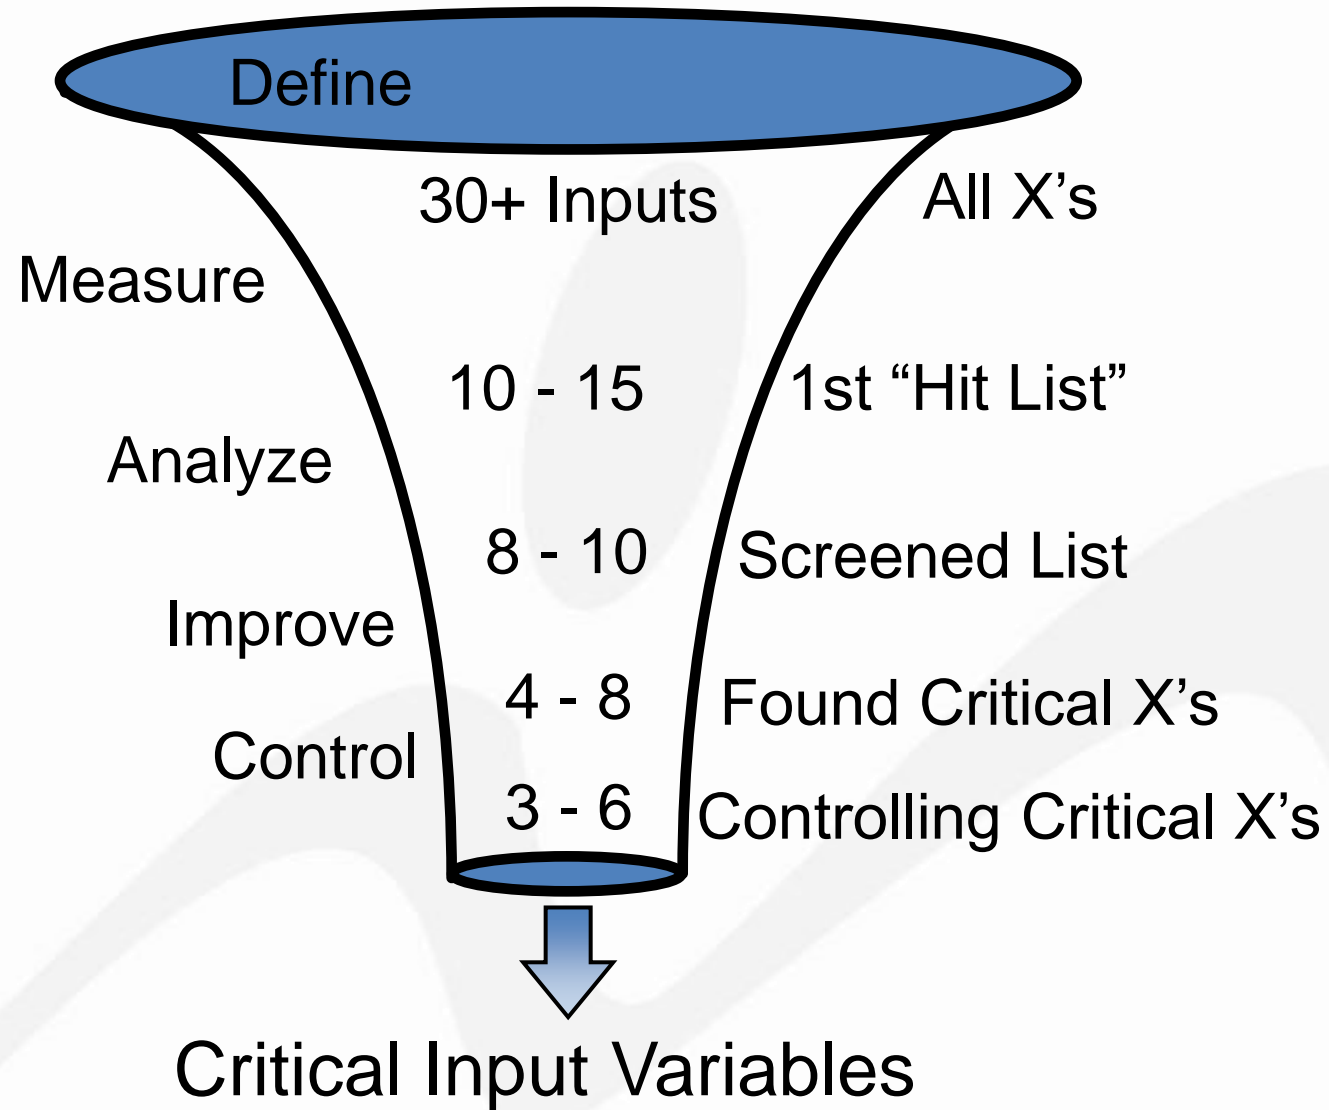 Define
30+ Inputs
All X’s
Measure
10 - 15
1st “Hit List”
Analyze
8 - 10
Screened List
Improve
4 - 8
Found Critical X’s
Control
3 - 6
Controlling Critical X’s
Critical Input Variables